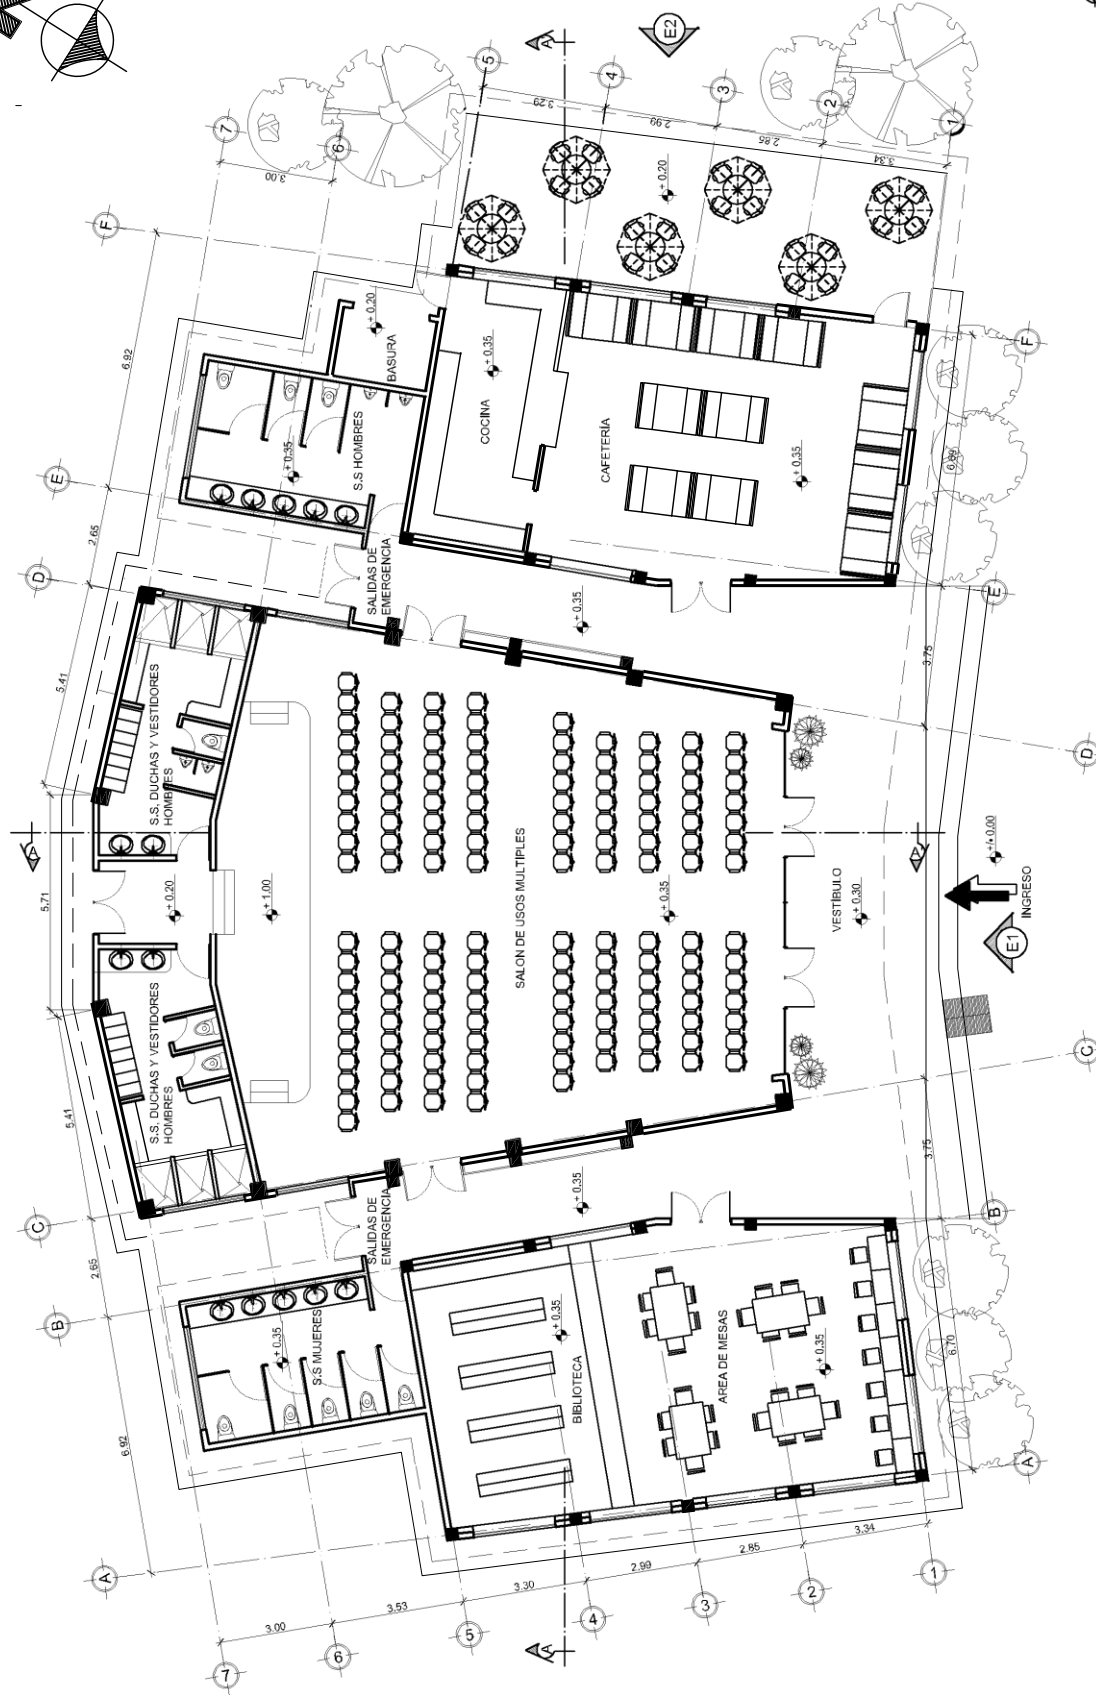 E2
A
5
4
3
2
1
7
6
3.29
2.99
2.85
3.34
3.00
+ 0.20
F
6.92
+ 0.20
BASURA
+ 0.35
COCINA
CAFETERÍA
+ 0.35
F
6.89
S.S HOMBRES
+ 0.35
E
2.65
D
SALIDAS DE
EMERGENCIA
+ 0.35
E
3.75
D
5.41
S.S. DUCHAS Y VESTIDORES
HOMBRES
A
5.71
+ 0.20
+ 1.00
SALON DE USOS MULTIPLES
+ 0.35
A
VESTÍBULO
+ 0.30
+/- 0.00
INGRESO
E1
S.S. DUCHAS Y VESTIDORES
HOMBRES
5.41
C
C
3.75
B
2.65
SALIDAS DE
EMERGENCIA
+ 0.35
B
S.S MUJERES
+ 0.35
6.92
BIBLIOTECA
+ 0.35
AREA DE MESAS
+ 0.35
6.70
A
A
3.00
3.53
3.30
2.99
2.85
3.34
7
6
5
4
3
2
1
A